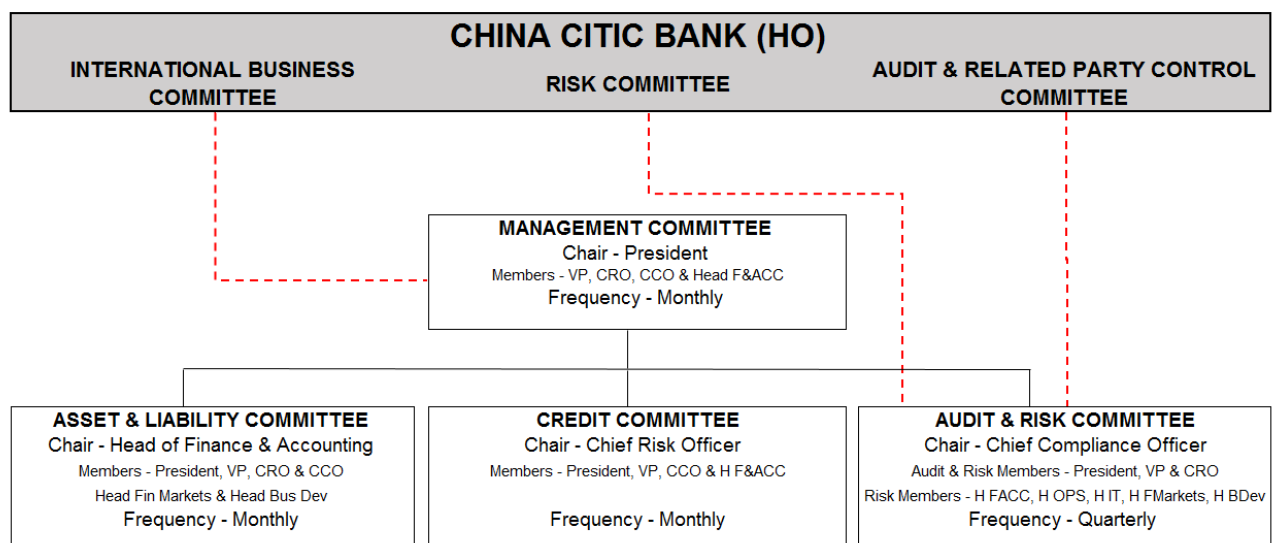 CHINA CITIC BANK (HO)
INTERNATIONAL BUSINESS
COMMITTEE
RISK COMMITTEE
AUDIT & RELATED PARTY CONTROL
COMMITTEE
MANAGEMENT COMMITTEE
Chair - President
Members - VP, CRO, CCO & Head F&ACC
Frequency - Monthly
ASSET & LIABILITY COMMITTEE
Chair - Head of Finance & Accounting
Members - President, VP, CRO & CCO
Head Fin Markets & Head Bus Dev
Frequency - Monthly
CREDIT COMMITTEE
Chair - Chief Risk Officer
Members - President, VP, CCO & H F&ACC
Frequency - Monthly
AUDIT & RISK COMMITTEE
Chair - Chief Compliance Officer
Audit & Risk Members - President, VP & CRO
Risk Members - H FACC, H OPS, H IT, H FMarkets, H BDev
Frequency - Quarterly